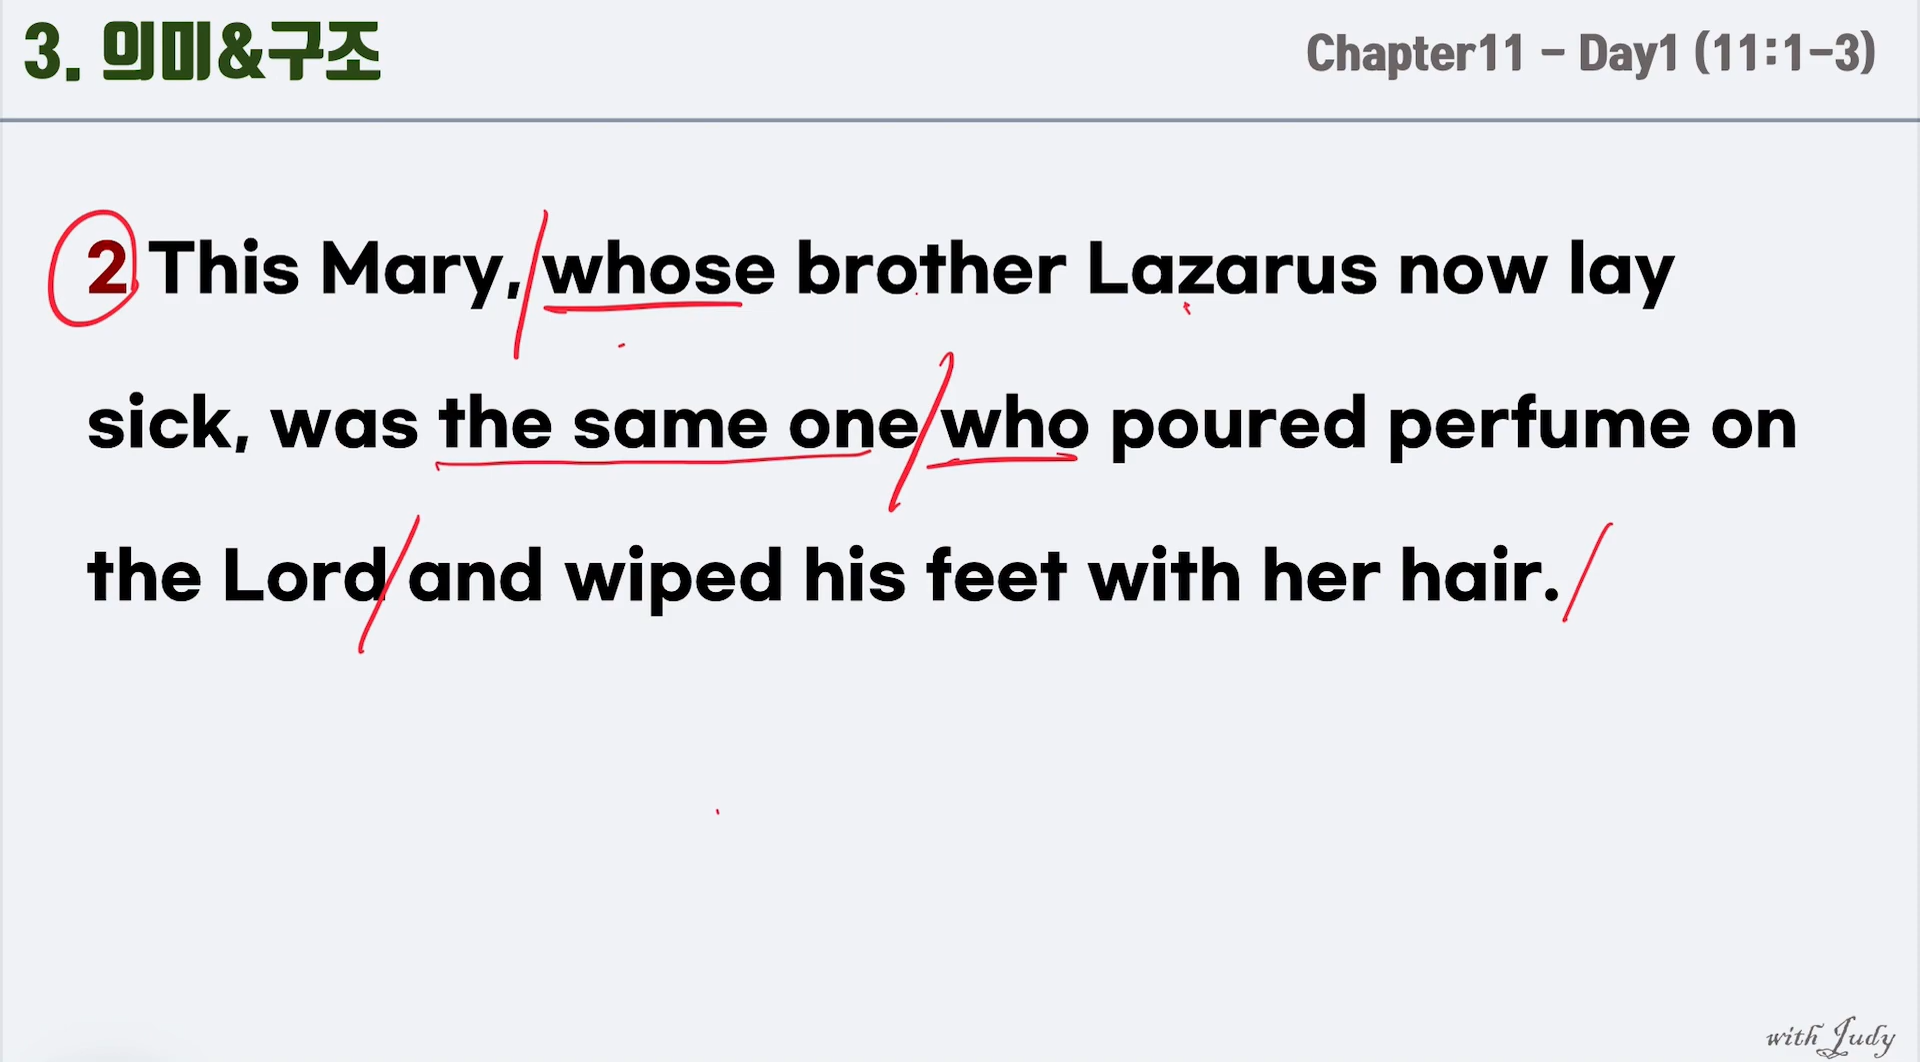 3. 의미&구조
Chapter11 - Day1 (11:1-3)
2 This Mary, whose brother Lazarus now lay
sick, was the same one who poured perfume on
the Lord and wiped his feet with her hair.
with Judy